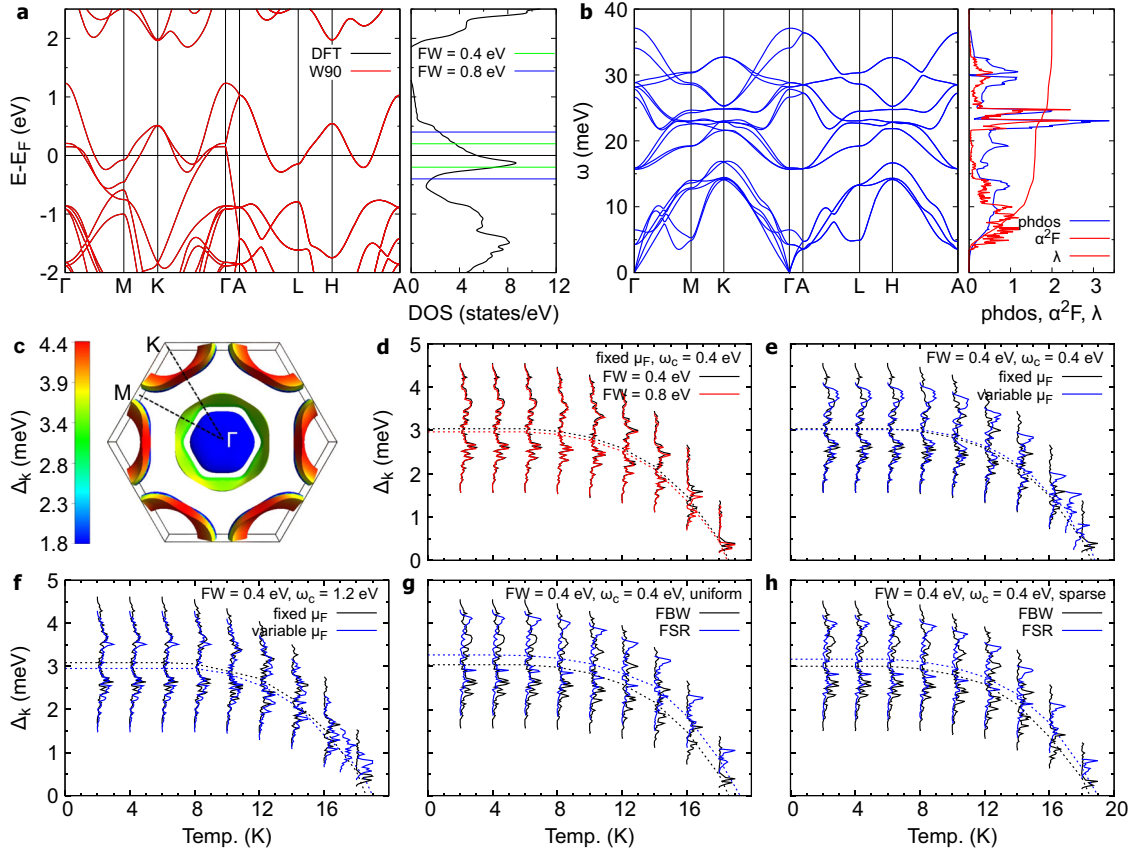 a
E-E_F (eV)
2
1
0
-1
-2
DFT
W90
Γ M K Γ A L H A
FW = 0.4 eV
FW = 0.8 eV
0 4 8 12
DOS (states/eV)
b
ω (meV)
40
30
20
10
0
Γ M K Γ A L H A
phdos
α²F
λ
0 1 2 3
phdos, α²F, λ
c
4.4
3.9
3.4
2.8
2.3
1.8
Δ_k (meV)
K
M
Γ
d
Δ_k (meV)
5
4
3
2
1
0
fixed μ_F, ω_c = 0.4 eV
FW = 0.4 eV
FW = 0.8 eV
e
FW = 0.4 eV, ω_c = 0.4 eV
fixed μ_F
variable μ_F
f
Δ_k (meV)
5
4
3
2
1
0
FW = 0.4 eV, ω_c = 1.2 eV
fixed μ_F
variable μ_F
0 4 8 12 16
Temp. (K)
g
FW = 0.4 eV, ω_c = 0.4 eV, uniform
FBW
FSR
0 4 8 12 16
Temp. (K)
h
FW = 0.4 eV, ω_c = 0.4 eV, sparse
FBW
FSR
0 4 8 12 16 20
Temp. (K)